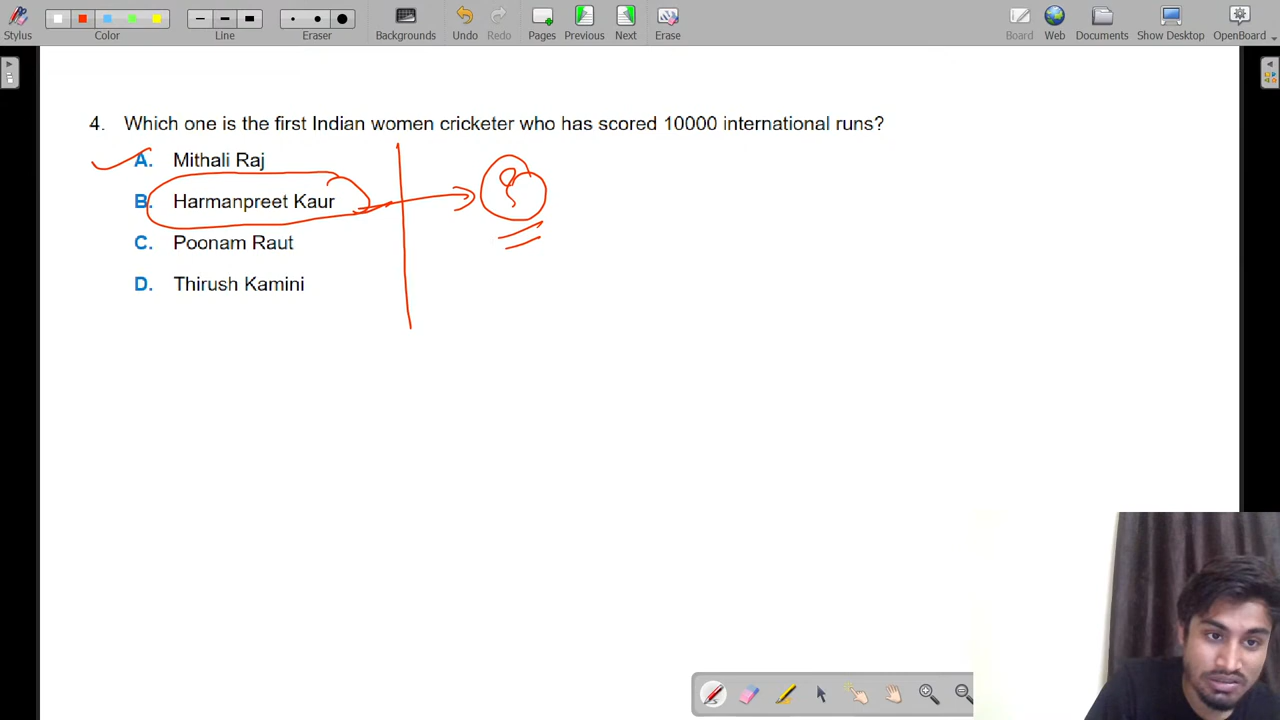 Stylus Color Line Eraser Backgrounds Undo Redo Pages Previous Next Erase Board Web Documents Show Desktop OpenBoard
4. Which one is the first Indian women cricketer who has scored 10000 international runs?
A. Mithali Raj
B. Harmanpreet Kaur
C. Poonam Raut
D. Thirush Kamini